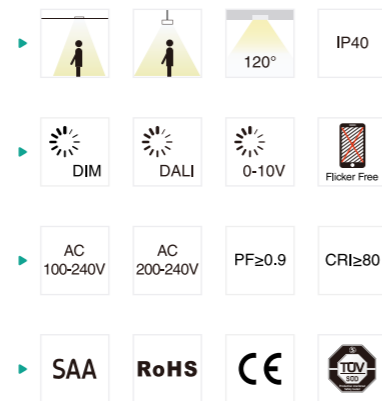 120°
IP40
DIM
DALI
0-10V
Flicker Free
AC
100-240V
AC
200-240V
PF≥0.9
CRI≥80
SAA
RoHS
CE
TÜV
SÜD